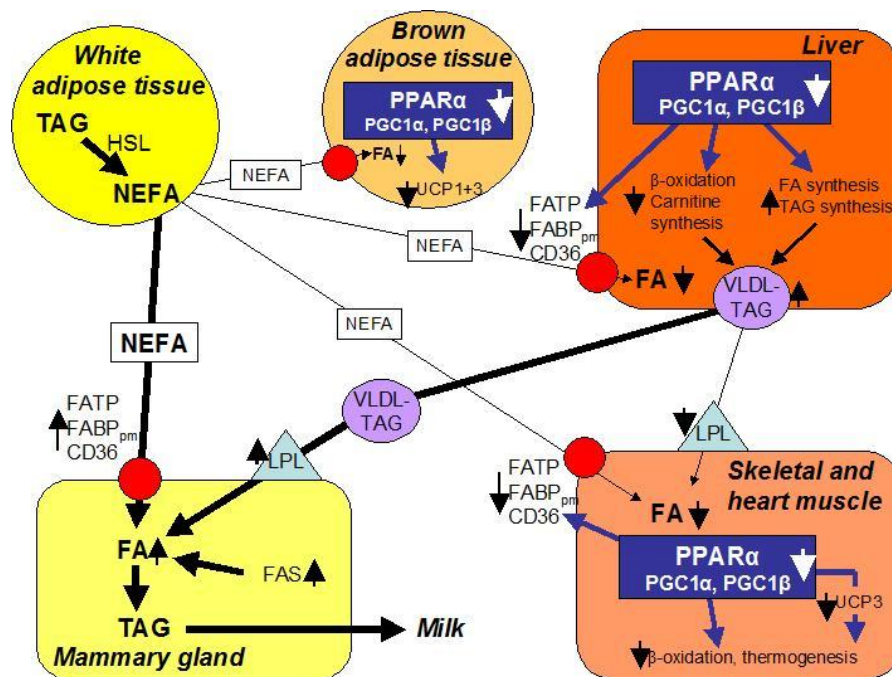 White
adipose tissue
TAG
HSL
NEFA
Brown
adipose tissue
PPARα
PGC1α, PGC1β
FA
UCP1+3
NEFA
Liver
PPARα
PGC1α, PGC1β
FATP
FABPpm
CD36
β-oxidation
Carnitine
synthesis
FA synthesis
TAG synthesis
NEFA
FA
VLDL-
TAG
NEFA
NEFA
VLDL-
TAG
FATP
FABPpm
CD36
LPL
LPL
FATP
FABPpm
CD36
Skeletal and
heart muscle
FA
FA
FAS
PPARα
PGC1α, PGC1β
UCP3
TAG
Milk
Mammary gland
β-oxidation, thermogenesis